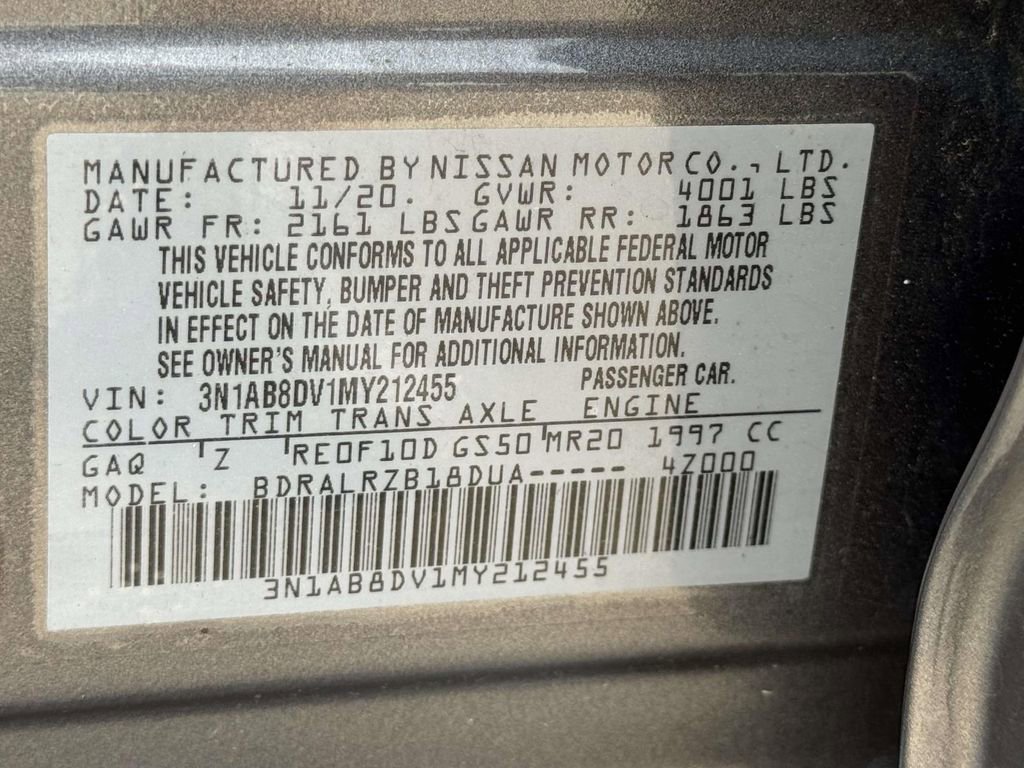 MANUFACTURED BY NISSAN MOTOR CO., LTD.
DATE: 11/20. GVWR: 4001 LBS
GAWR FR: 2161 LBS GAWR RR: 1863 LBS
THIS VEHICLE CONFORMS TO ALL APPLICABLE FEDERAL MOTOR
VEHICLE SAFETY, BUMPER AND THEFT PREVENTION STANDARDS
IN EFFECT ON THE DATE OF MANUFACTURE SHOWN ABOVE.
SEE OWNER'S MANUAL FOR ADDITIONAL INFORMATION.
VIN: 3N1AB8DV1MY212455 PASSENGER CAR.
COLOR TRIM TRANS AXLE ENGINE
GAQ Z RE0F10D GS50 MR20 1997 CC
MODEL: BDRALRZB18DUA----- 47000
3N1AB8DV1MY212455